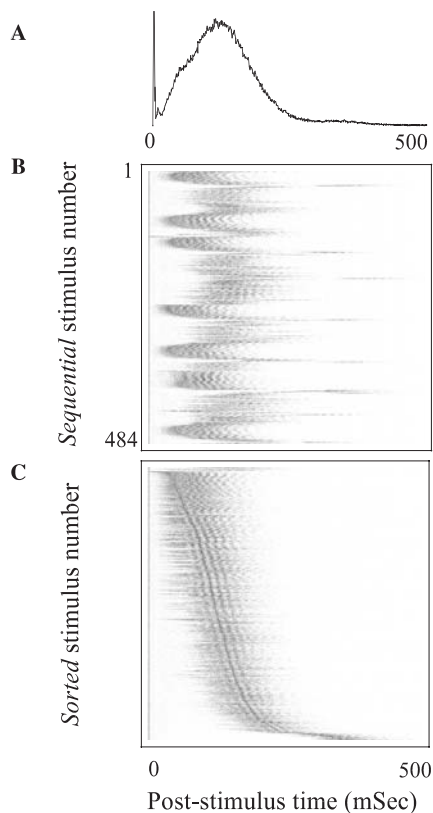 A
0 500
B
1
Sequential stimulus number
484
C
Sorted stimulus number
0 500
Post-stimulus time (mSec)